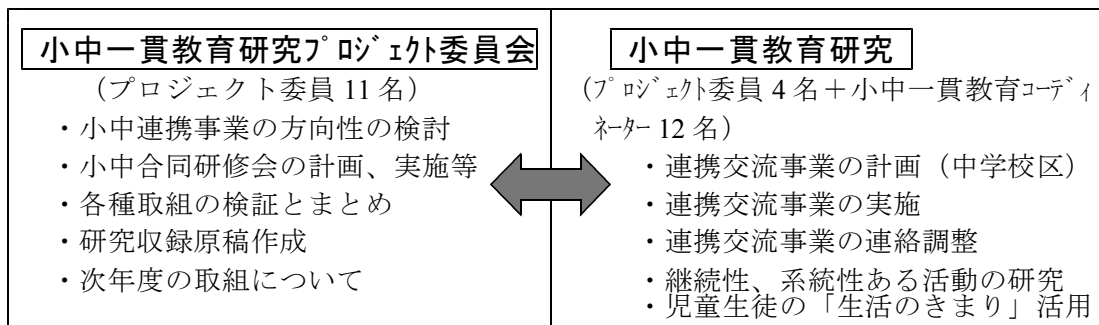 小中一貫教育研究プロジェクト委員会
(プロジェクト委員 11 名)
・小中連携事業の方向性の検討
・小中合同研修会の計画、実施等
・各種取組の検証とまとめ
・研究収録原稿作成
・次年度の取組について
小中一貫教育研究
(プロジェクト委員 4 名+小中一貫教育コーディ
ネーター 12 名)
・連携交流事業の計画(中学校区)
・連携交流事業の実施
・連携交流事業の連絡調整
・継続性、系統性ある活動の研究
・児童生徒の「生活のきまり」活用